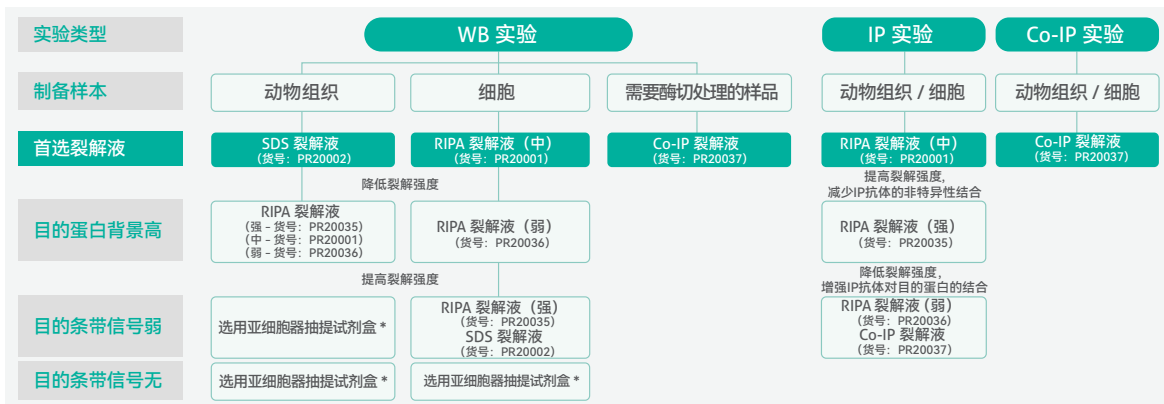 实验类型
WB 实验
IP 实验
Co-IP 实验
制备样本
动物组织
细胞
需要酶切处理的样品
动物组织 / 细胞
动物组织 / 细胞
首选裂解液
SDS 裂解液
(货号：PR20002)
RIPA 裂解液（中）
(货号：PR20001)
Co-IP 裂解液
(货号：PR20037)
RIPA 裂解液（中）
(货号：PR20001)
Co-IP 裂解液
(货号：PR20037)
降低裂解强度
提高裂解强度,
减少IP抗体的非特异性结合
目的蛋白背景高
RIPA 裂解液
(强 – 货号：PR20035)
(中 – 货号：PR20001)
(弱 – 货号：PR20036)
RIPA 裂解液（弱）
(货号：PR20036)
RIPA 裂解液（强）
(货号：PR20035)
提高裂解强度
降低裂解强度,
增强IP抗体对目的蛋白的结合
目的条带信号弱
选用亚细胞器抽提试剂盒 *
RIPA 裂解液（强）
(货号：PR20035)
SDS 裂解液
(货号：PR20002)
RIPA 裂解液（弱）
(货号：PR20036)
Co-IP 裂解液
(货号：PR20037)
目的条带信号无
选用亚细胞器抽提试剂盒 *
选用亚细胞器抽提试剂盒 *